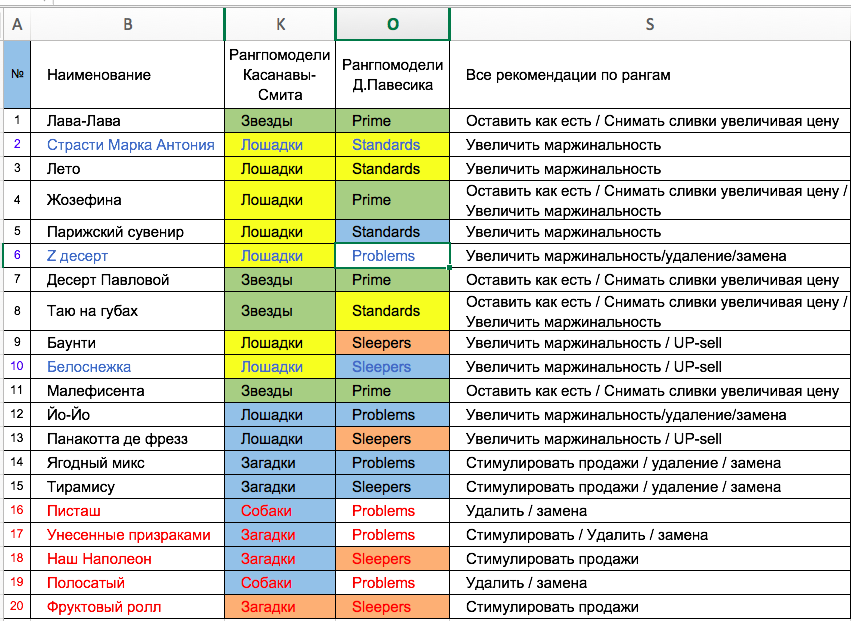 A B K O S
№ Наименование Рангпомодели Касанавы-Смита Рангпомодели Д.Павесика Все рекомендации по рангам
1 Лава-Лава Звезды Prime Оставить как есть / Снимать сливки увеличивая цену
2 Страсти Марка Антония Лошадки Standards Увеличить маржинальность
3 Лето Лошадки Standards Увеличить маржинальность
4 Жозефина Лошадки Prime Оставить как есть / Снимать сливки увеличивая цену /
Увеличить маржинальность
5 Парижский сувенир Лошадки Standards Увеличить маржинальность
6 Z десерт Лошадки Problems Увеличить маржинальность/удаление/замена
7 Десерт Павловой Звезды Prime Оставить как есть / Снимать сливки увеличивая цену
8 Таю на губах Звезды Standards Оставить как есть / Снимать сливки увеличивая цену /
Увеличить маржинальность
9 Баунти Лошадки Sleepers Увеличить маржинальность / UP-sell
10 Белоснежка Лошадки Sleepers Увеличить маржинальность / UP-sell
11 Малефисента Звезды Prime Оставить как есть / Снимать сливки увеличивая цену
12 Йо-Йо Лошадки Problems Увеличить маржинальность/удаление/замена
13 Панакотта де фрезз Лошадки Sleepers Увеличить маржинальность / UP-sell
14 Ягодный микс Загадки Problems Стимулировать продажи / удаление / замена
15 Тирамису Загадки Sleepers Стимулировать продажи / удаление / замена
16 Писташ Собаки Problems Удалить / замена
17 Унесенные призраками Загадки Problems Стимулировать / Удалить / замена
18 Наш Наполеон Загадки Sleepers Стимулировать продажи
19 Полосатый Собаки Problems Удалить / замена
20 Фруктовый ролл Загадки Sleepers Стимулировать продажи